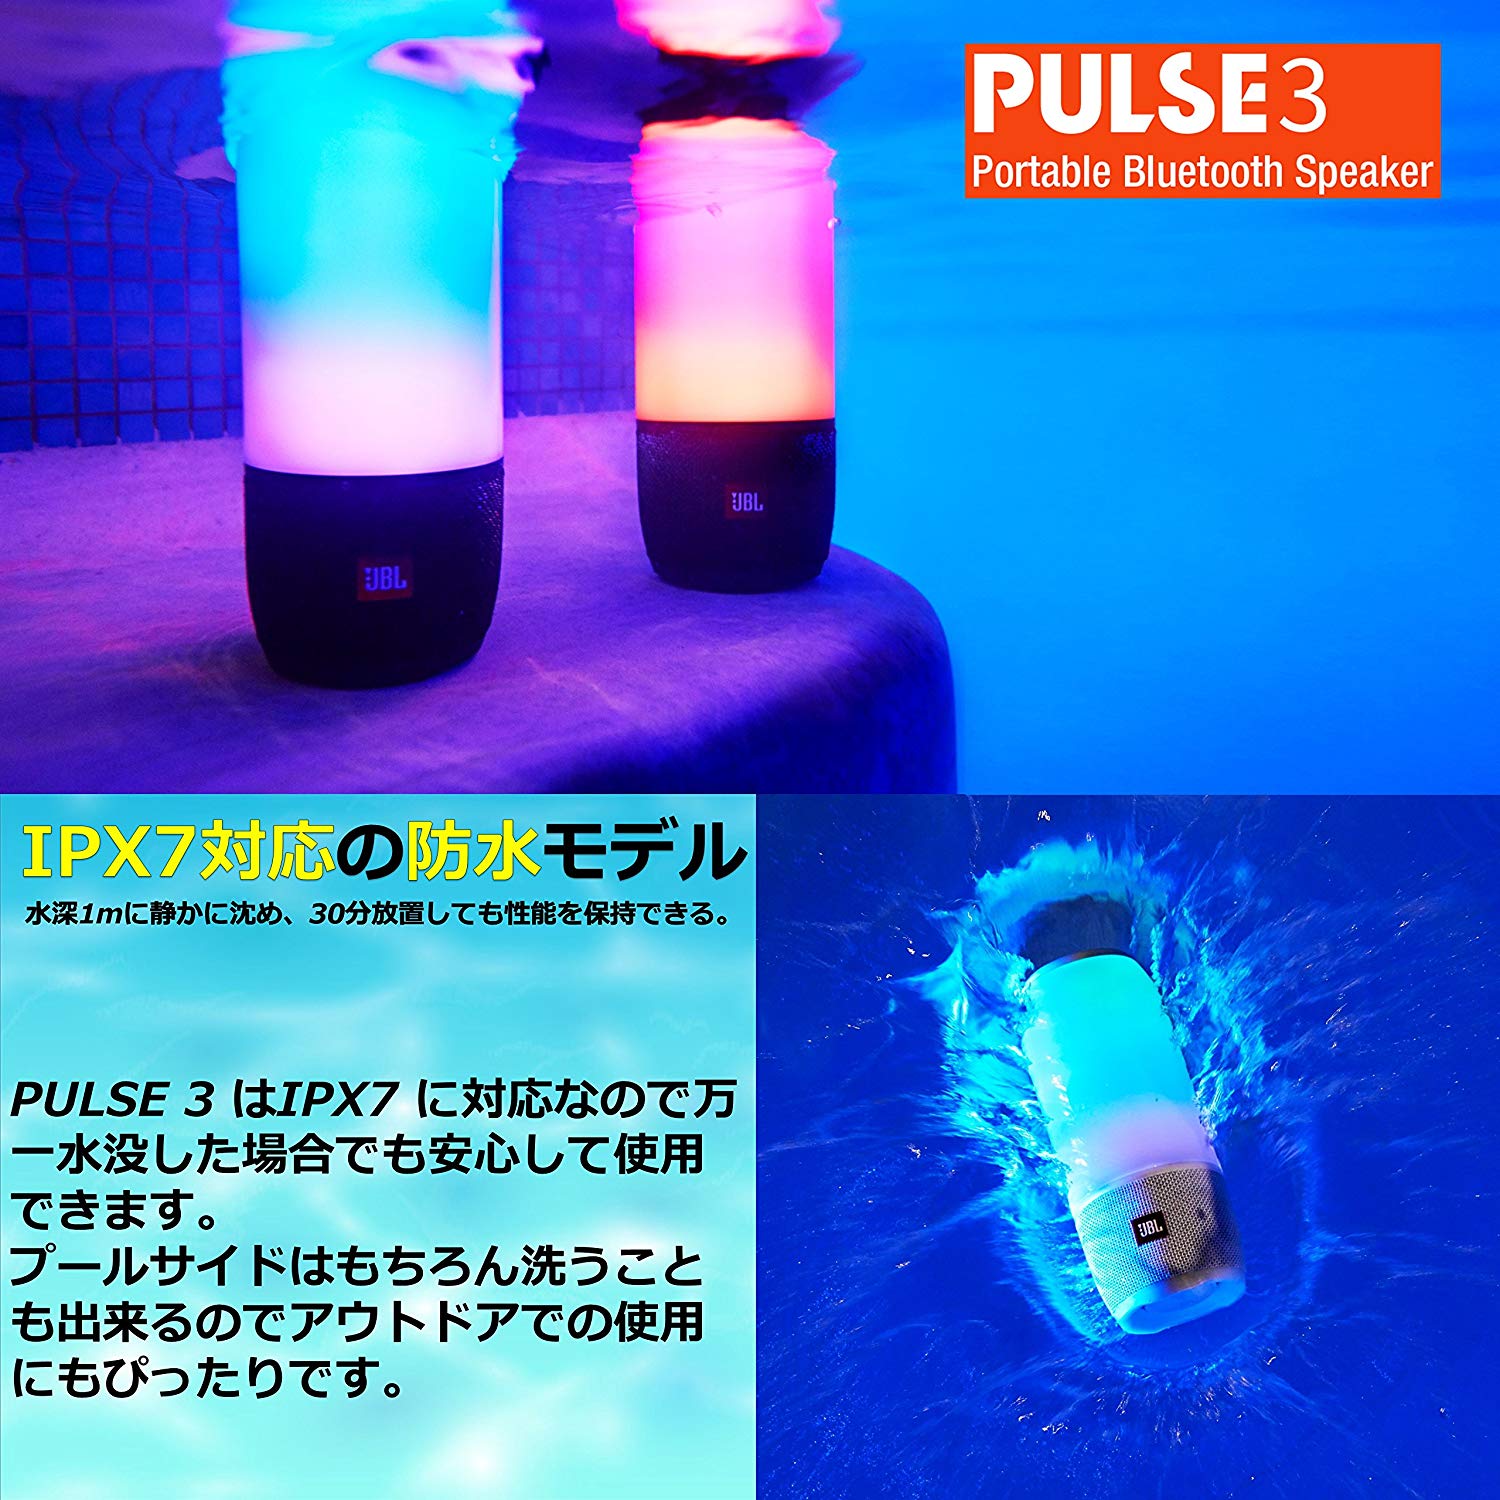 PULSE3
Portable Bluetooth Speaker
JBL
JBL
IPX7対応の防水モデル
水深1mに静かに沈め、30分放置しても性能を保持できる。
PULSE 3 はIPX7 に対応なので万
一水没した場合でも安心して使用
できます。
プールサイドはもちろん洗うこと
も出来るのでアウトドアでの使用
にもぴったりです。
JBL